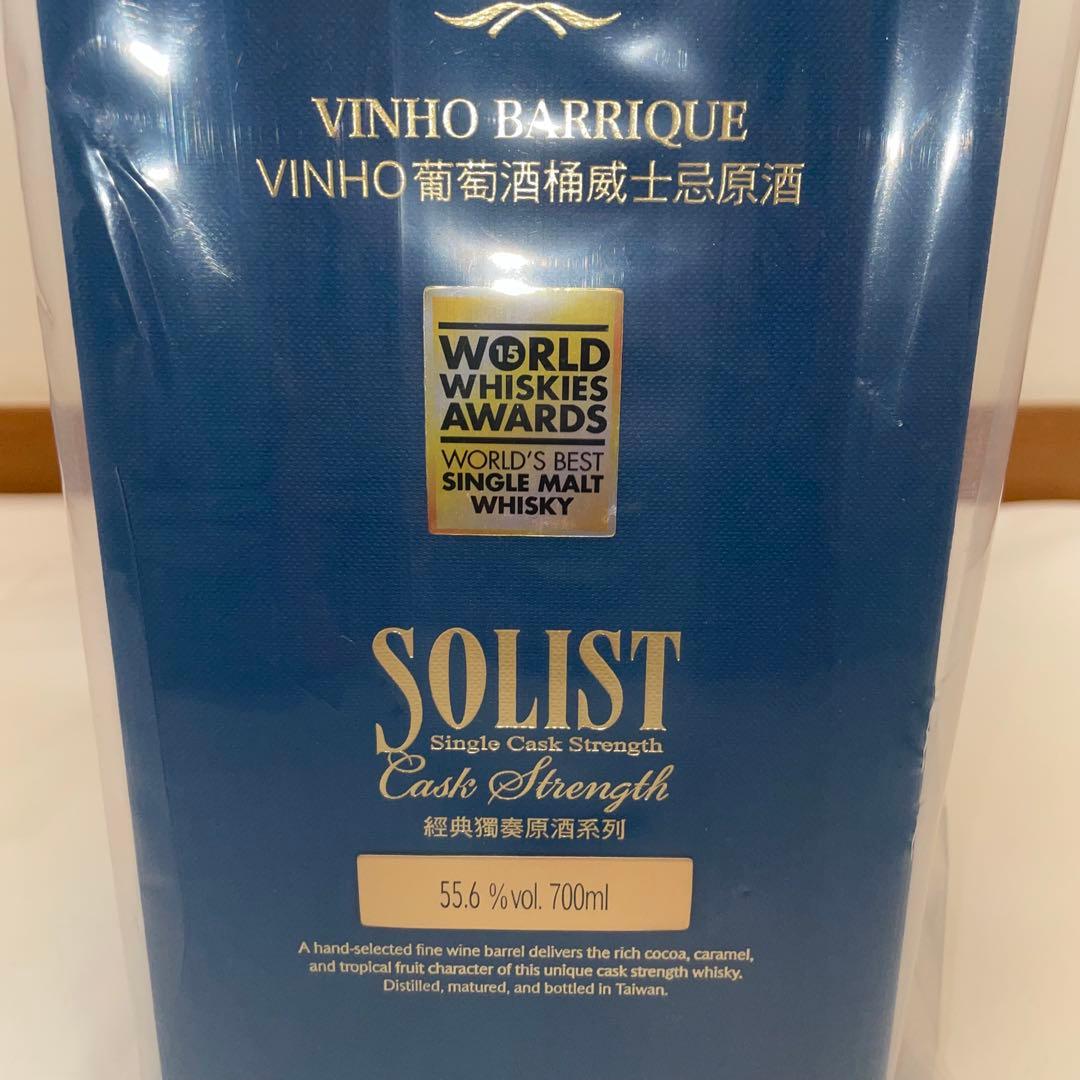 VINHO BARRIQUE
VINHO葡萄酒桶威士忌原酒
W15RLD
WHISKIES
AWARDS
WORLD'S BEST
SINGLE MALT
WHISKY
SOLIST
Single Cask Strength
Cask Strength
經典獨奏原酒系列
55.6 %vol. 700ml
A hand-selected fine wine barrel delivers the rich cocoa, caramel,
and tropical fruit character of this unique cask strength whisky.
Distilled, matured, and bottled in Taiwan.